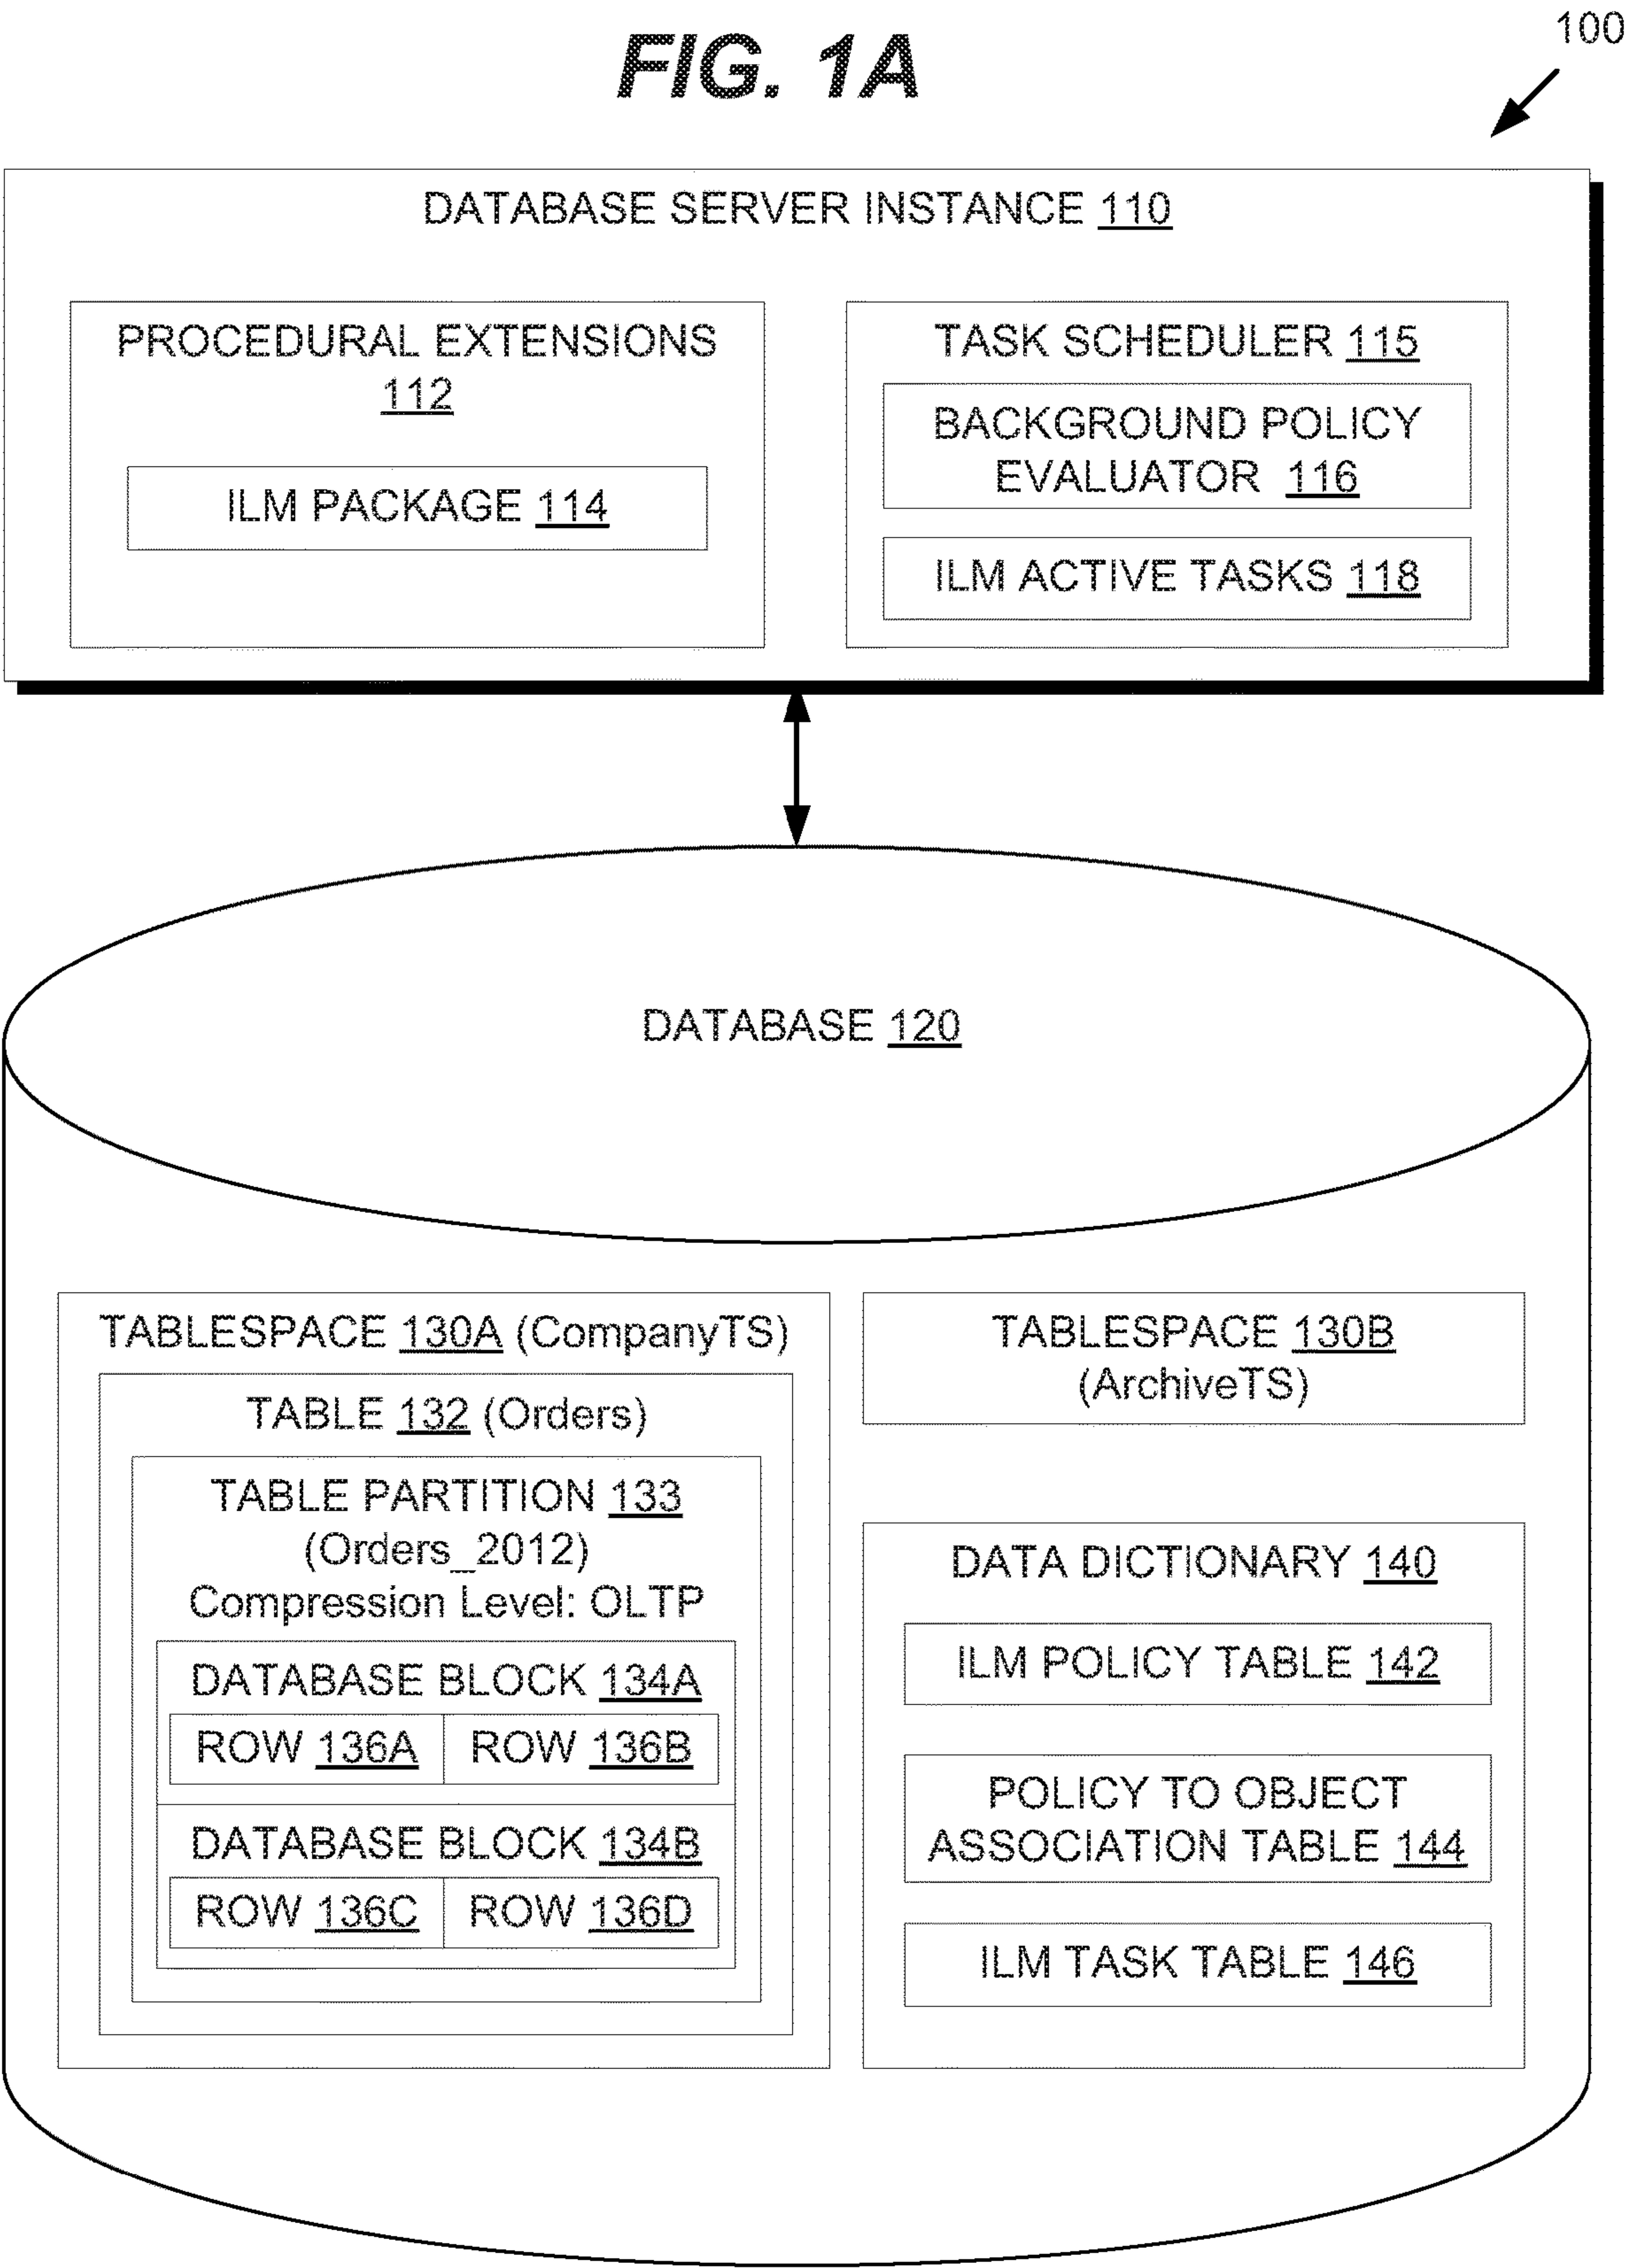 FIG. 1A
100
DATABASE SERVER INSTANCE 110
PROCEDURAL EXTENSIONS
112
ILM PACKAGE 114
TASK SCHEDULER 115
BACKGROUND POLICY
EVALUATOR 116
ILM ACTIVE TASKS 118
DATABASE 120
TABLESPACE 130A (CompanyTS)
TABLE 132 (Orders)
TABLE PARTITION 133
(Orders_2012)
Compression Level: OLTP
DATABASE BLOCK 134A
ROW 136A ROW 136B
DATABASE BLOCK 134B
ROW 136C ROW 136D
TABLESPACE 130B
(ArchiveTS)
DATA DICTIONARY 140
ILM POLICY TABLE 142
POLICY TO OBJECT
ASSOCIATION TABLE 144
ILM TASK TABLE 146